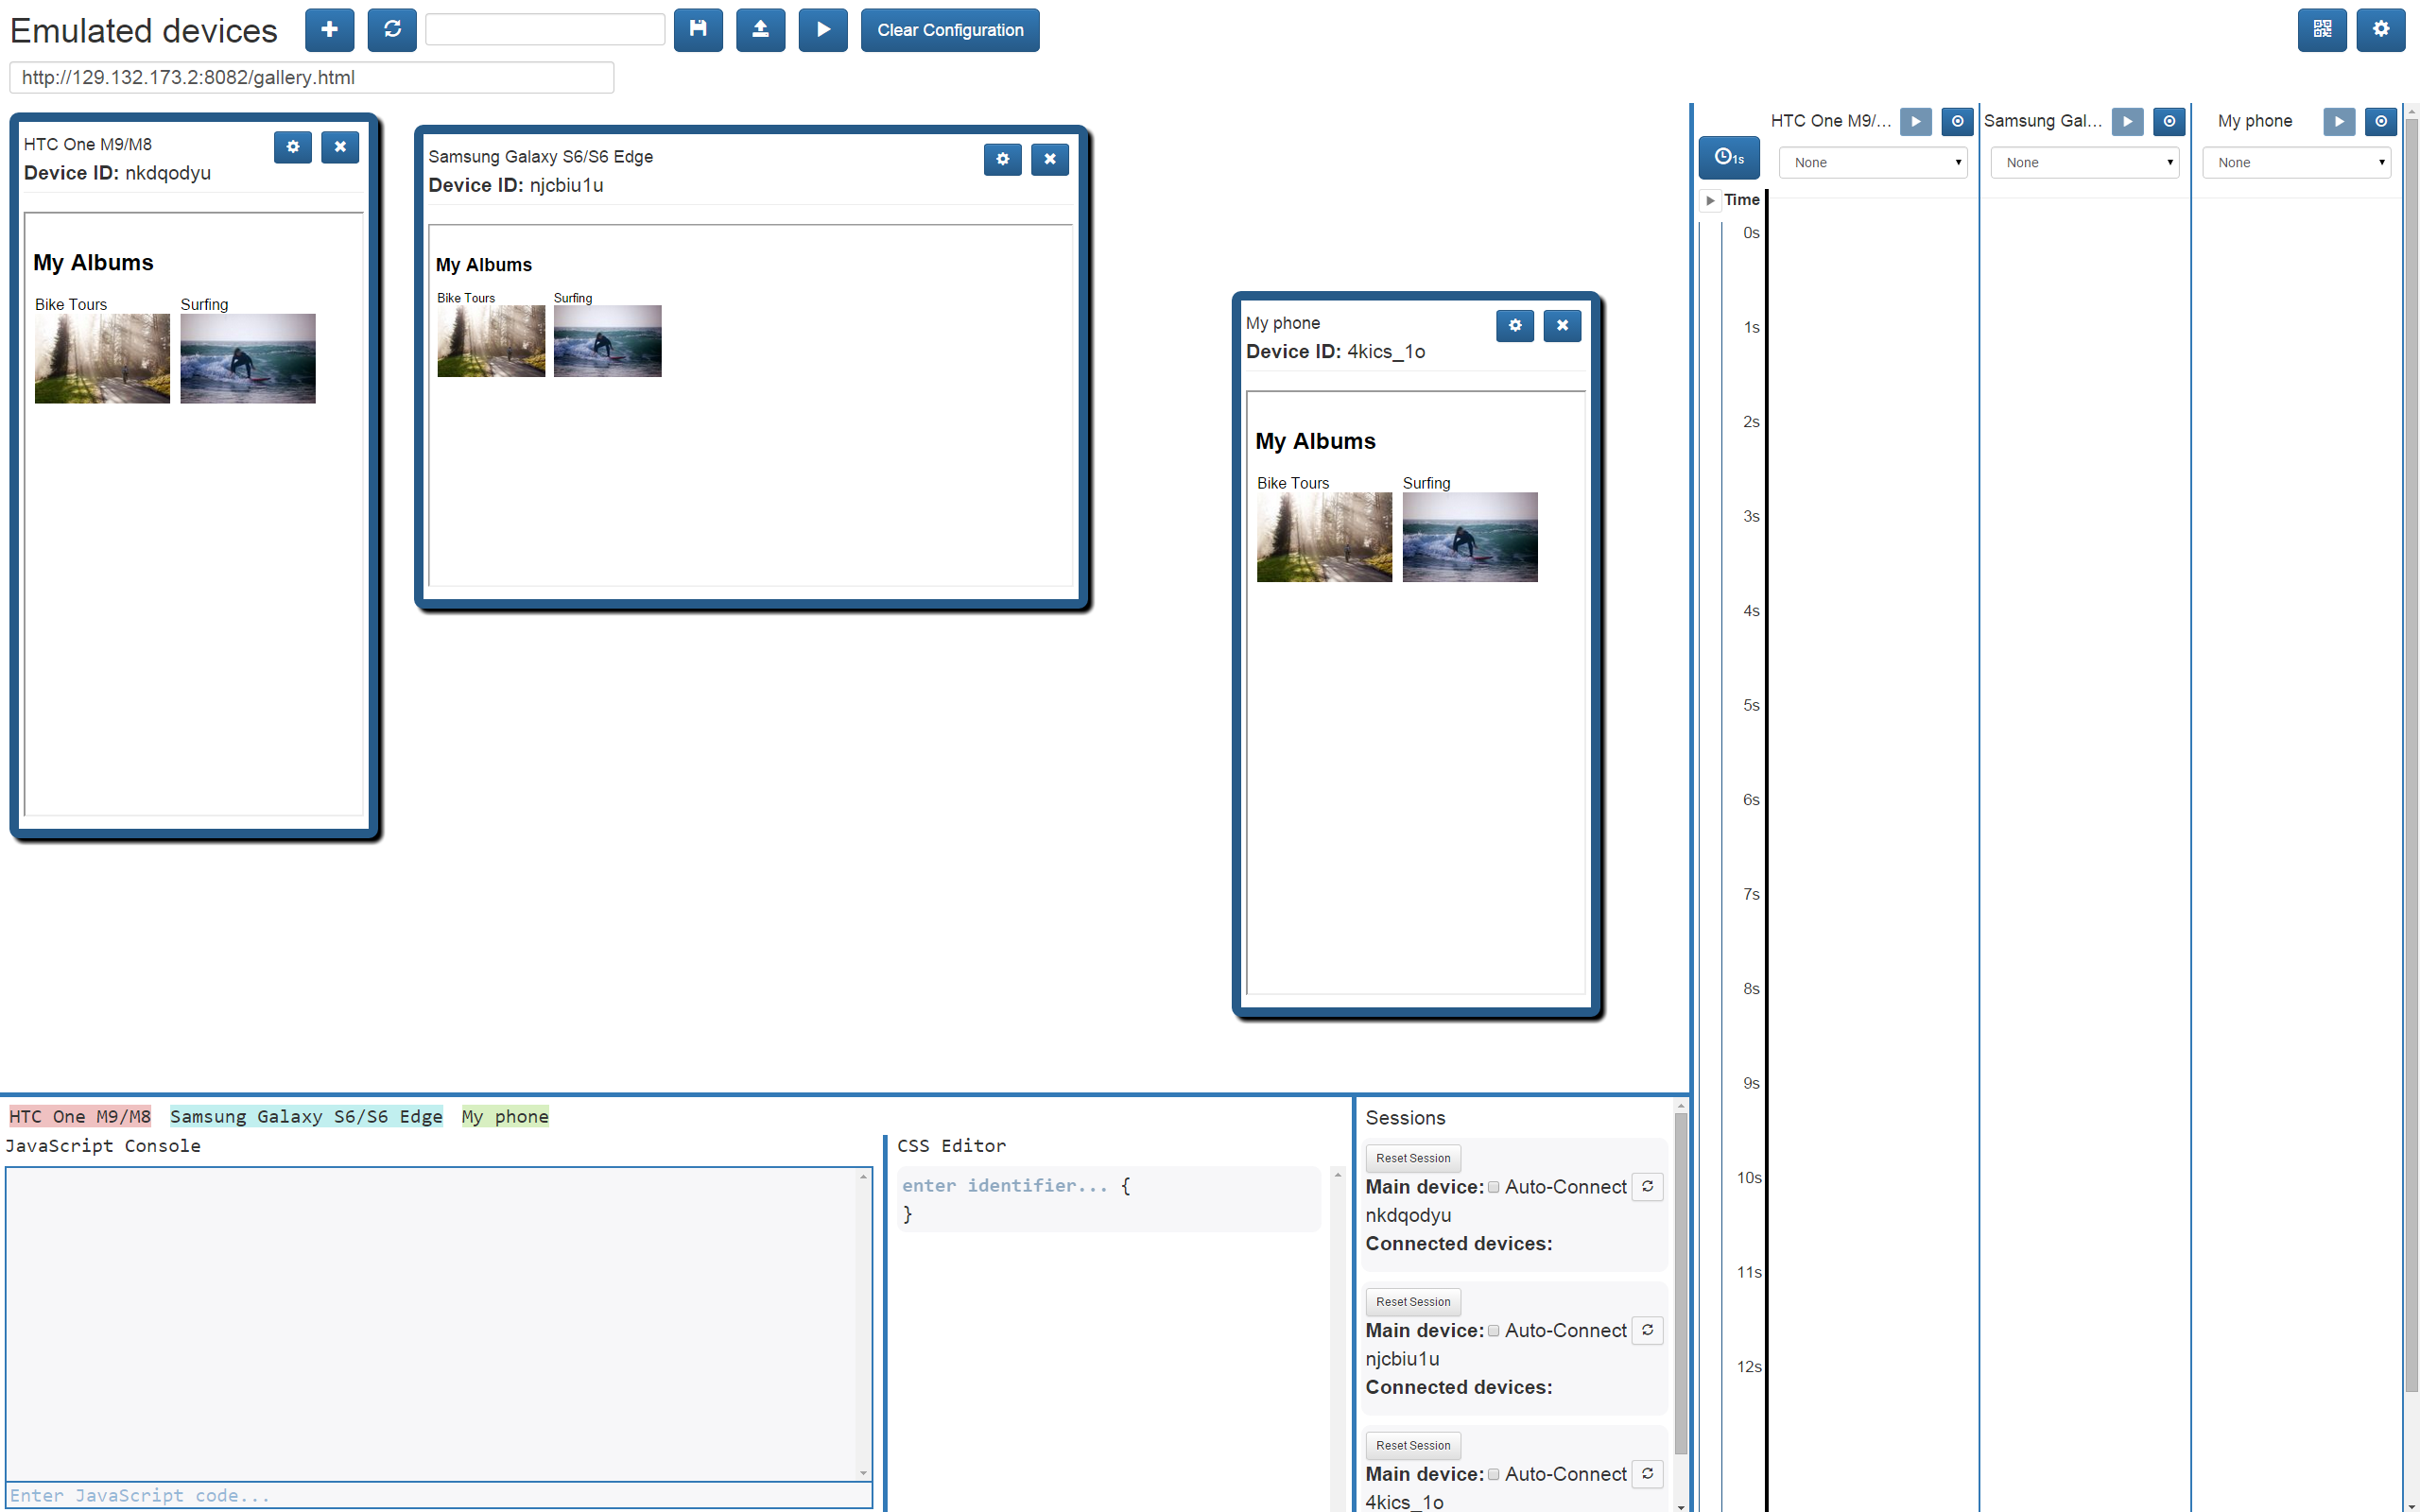 Emulated devices
Clear Configuration
http://129.132.173.2:8082/gallery.html
HTC One M9/M8
Device ID: nkdqodyu
My Albums
Bike Tours
Surfing
Samsung Galaxy S6/S6 Edge
Device ID: njcbiu1u
My Albums
Bike Tours
Surfing
My phone
Device ID: 4kics_1o
My Albums
Bike Tours
Surfing
HTC One M9/...
Samsung Gal...
My phone
1s
None
None
None
Time
0s
1s
2s
3s
4s
5s
6s
7s
8s
9s
10s
11s
12s
HTC One M9/M8 Samsung Galaxy S6/S6 Edge My phone
JavaScript Console
Enter JavaScript code...
CSS Editor
enter identifier... {
}
Sessions
Reset Session
Main device: Auto-Connect
nkdqodyu
Connected devices:
Reset Session
Main device: Auto-Connect
njcbiu1u
Connected devices:
Reset Session
Main device: Auto-Connect
4kics_1o